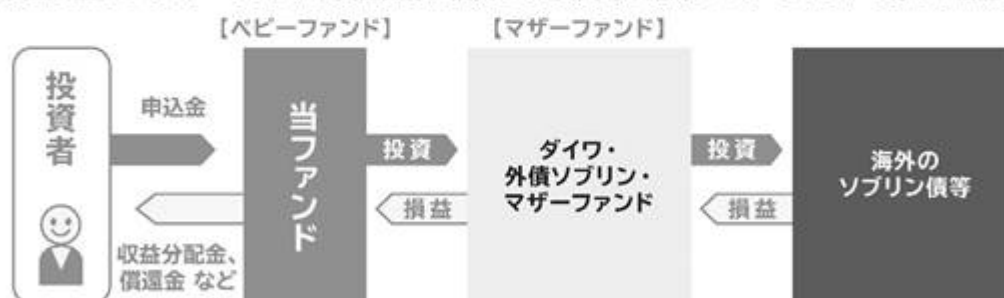 【ベビーファンド】
【マザーファンド】
投資者
申込金
収益分配金、
償還金 など
当ファンド
投資
損益
ダイワ・
外債ソブリン・
マザーファンド
投資
損益
海外の
ソブリン債等